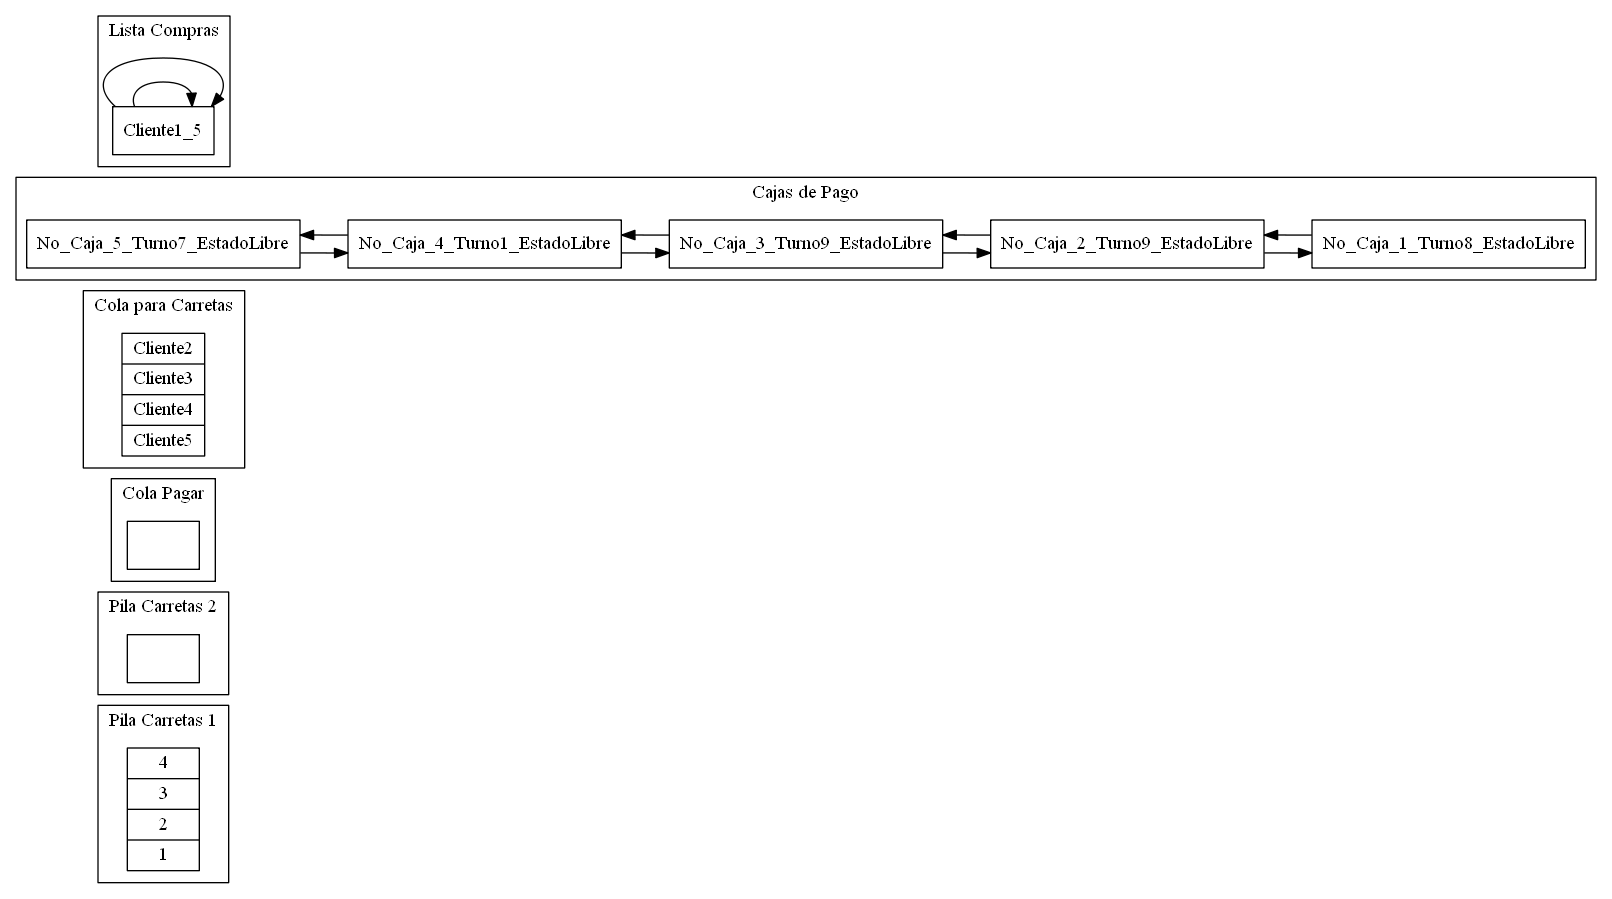 Lista Compras
Cliente1_5
Cajas de Pago
No_Caja_5_Turno7_EstadoLibre
No_Caja_4_Turno1_EstadoLibre
No_Caja_3_Turno9_EstadoLibre
No_Caja_2_Turno9_EstadoLibre
No_Caja_1_Turno8_EstadoLibre
Cola para Carretas
Cliente2
Cliente3
Cliente4
Cliente5
Cola Pagar
Pila Carretas 2
Pila Carretas 1
4
3
2
1